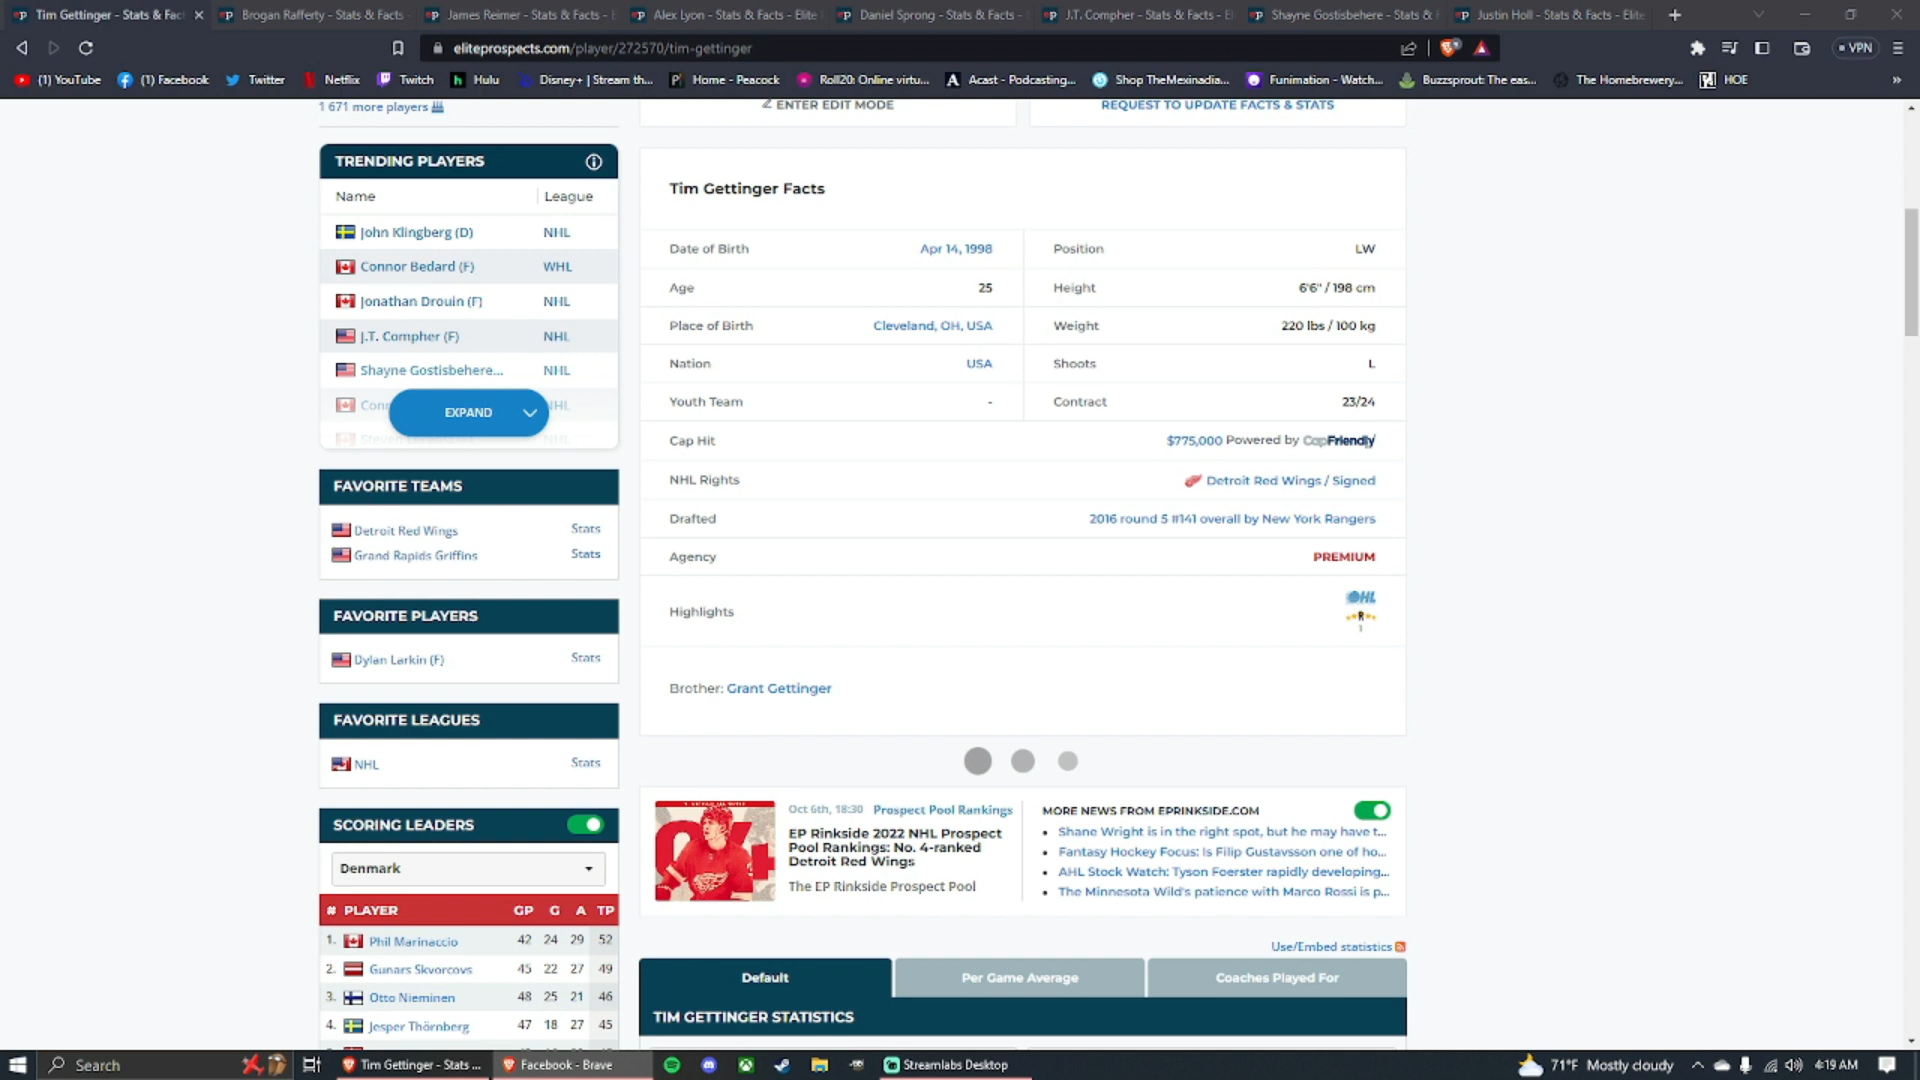 Tim Gettinger - Stats & Fac
Brogan Rafferty - Stats & Facts
James Reimer - Stats & Facts - E
Alex Lyon - Stats & Facts - Elite
Daniel Sprong - Stats & Facts -
J.T. Compher - Stats & Facts - E
Shayne Gostisbehere - Stats & F
Justin Holl - Stats & Facts - Elite
eliteprospects.com/player/272570/tim-gettinger
VPN
(1) YouTube
(1) Facebook
Twitter
Netflix
Twitch
Hulu
Disney+ | Stream th...
Home - Peacock
Roll20: Online virtu...
Acast - Podcasting...
Shop TheMexinadia...
Funimation - Watch...
Buzzsprout: The eas...
The Homebrewery...
HOE
1 671 more players
ENTER EDIT MODE
REQUEST TO UPDATE FACTS & STATS
TRENDING PLAYERS
Name League
John Klingberg (D) NHL
Connor Bedard (F) WHL
Jonathan Drouin (F) NHL
J.T. Compher (F) NHL
Shayne Gostisbehere... NHL
EXPAND
FAVORITE TEAMS
Detroit Red Wings Stats
Grand Rapids Griffins Stats
FAVORITE PLAYERS
Dylan Larkin (F) Stats
FAVORITE LEAGUES
NHL Stats
SCORING LEADERS
Denmark
# PLAYER GP G A TP
1. Phil Marinaccio 42 24 29 52
2. Gunars Skvorcovs 45 22 27 49
3. Otto Nieminen 48 25 21 46
4. Jesper Thörnberg 47 18 27 45
Tim Gettinger Facts
Date of Birth Apr 14, 1998
Position LW
Age 25
Height 6'6" / 198 cm
Place of Birth Cleveland, OH, USA
Weight 220 lbs / 100 kg
Nation USA
Shoots L
Youth Team -
Contract 23/24
Cap Hit $775,000 Powered by CapFriendly
NHL Rights Detroit Red Wings / Signed
Drafted 2016 round 5 #141 overall by New York Rangers
Agency PREMIUM
Highlights OHL
R
1
Brother: Grant Gettinger
Oct 6th, 18:30 Prospect Pool Rankings
EP Rinkside 2022 NHL Prospect
Pool Rankings: No. 4-ranked
Detroit Red Wings
The EP Rinkside Prospect Pool
MORE NEWS FROM EPRINKSIDE.COM
Shane Wright is in the right spot, but he may have t...
Fantasy Hockey Focus: Is Filip Gustavsson one of ho...
AHL Stock Watch: Tyson Foerster rapidly developing...
The Minnesota Wild's patience with Marco Rossi is p...
Use/Embed statistics
Default
Per Game Average
Coaches Played For
TIM GETTINGER STATISTICS
Search
Tim Gettinger - Stats ...
Facebook - Brave
Streamlabs Desktop
71°F Mostly cloudy
4:19 AM